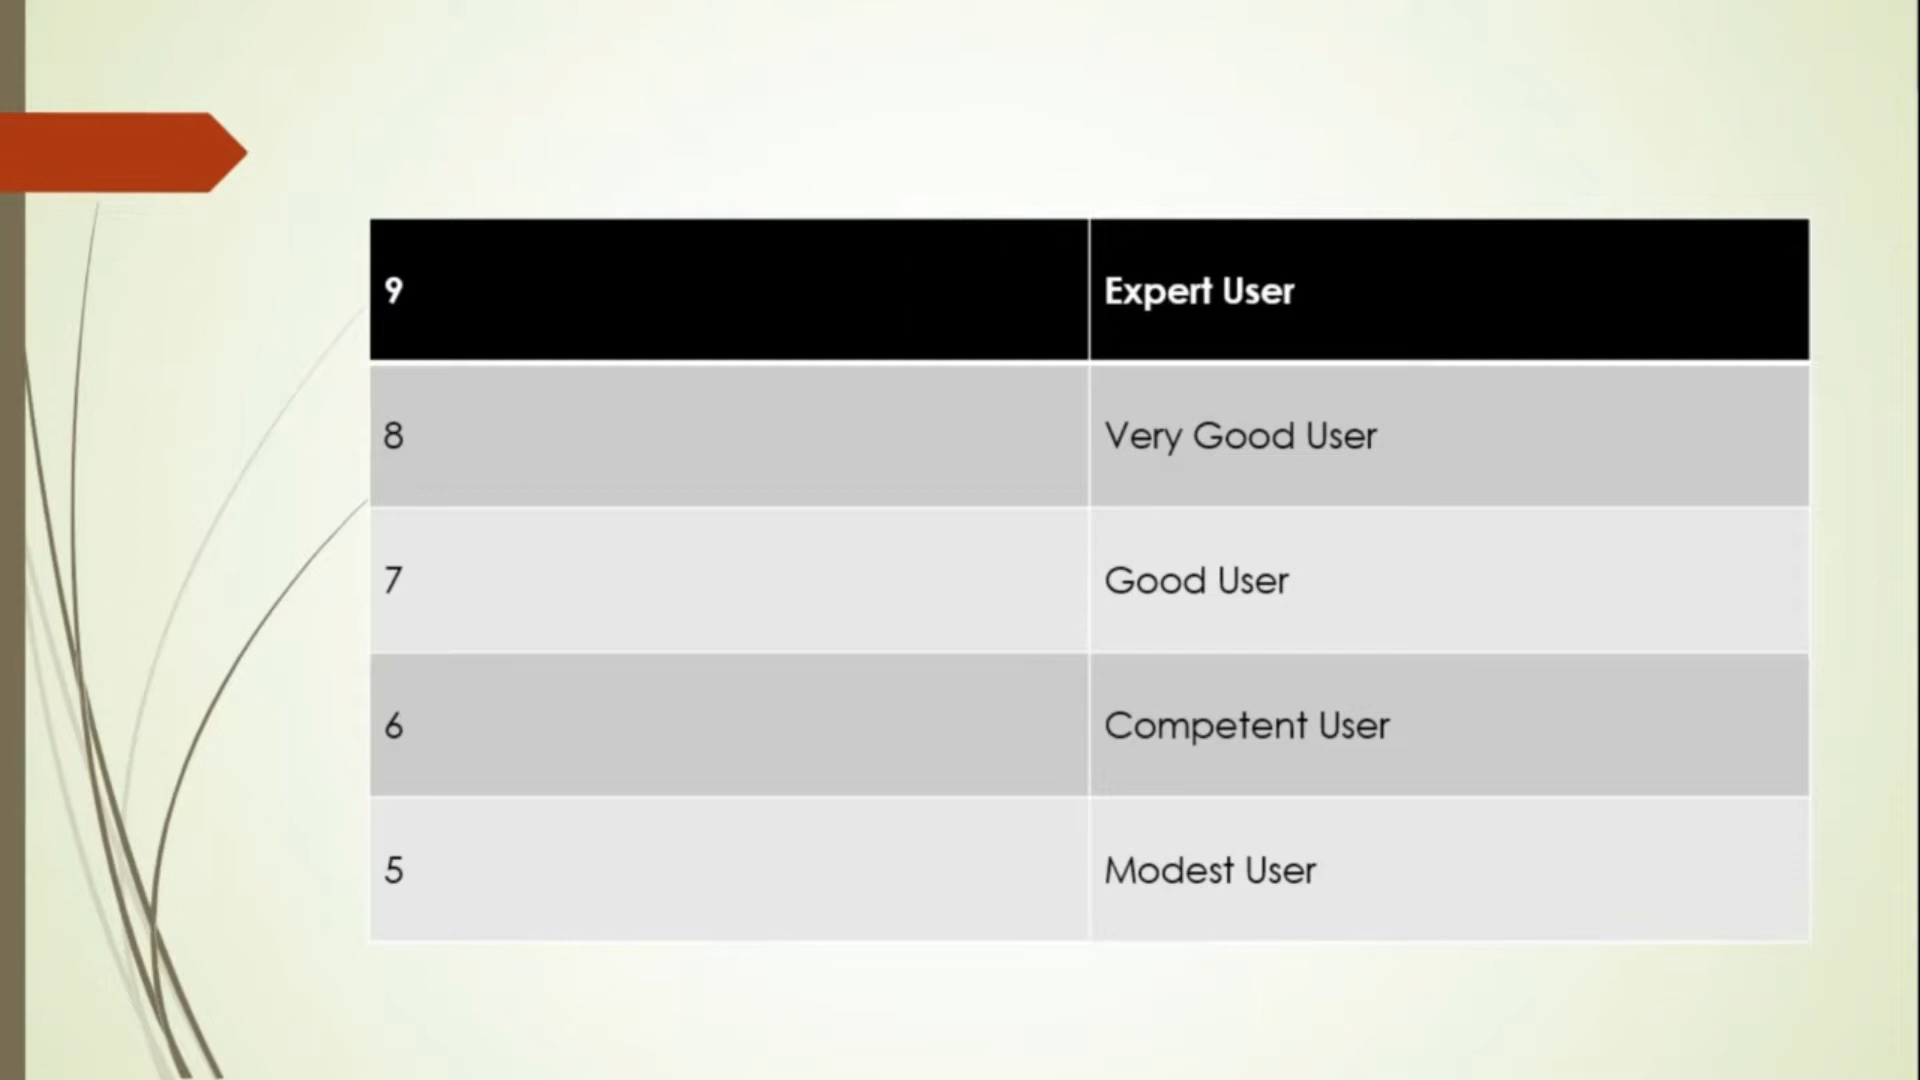 9 Expert User
8 Very Good User
7 Good User
6 Competent User
5 Modest User